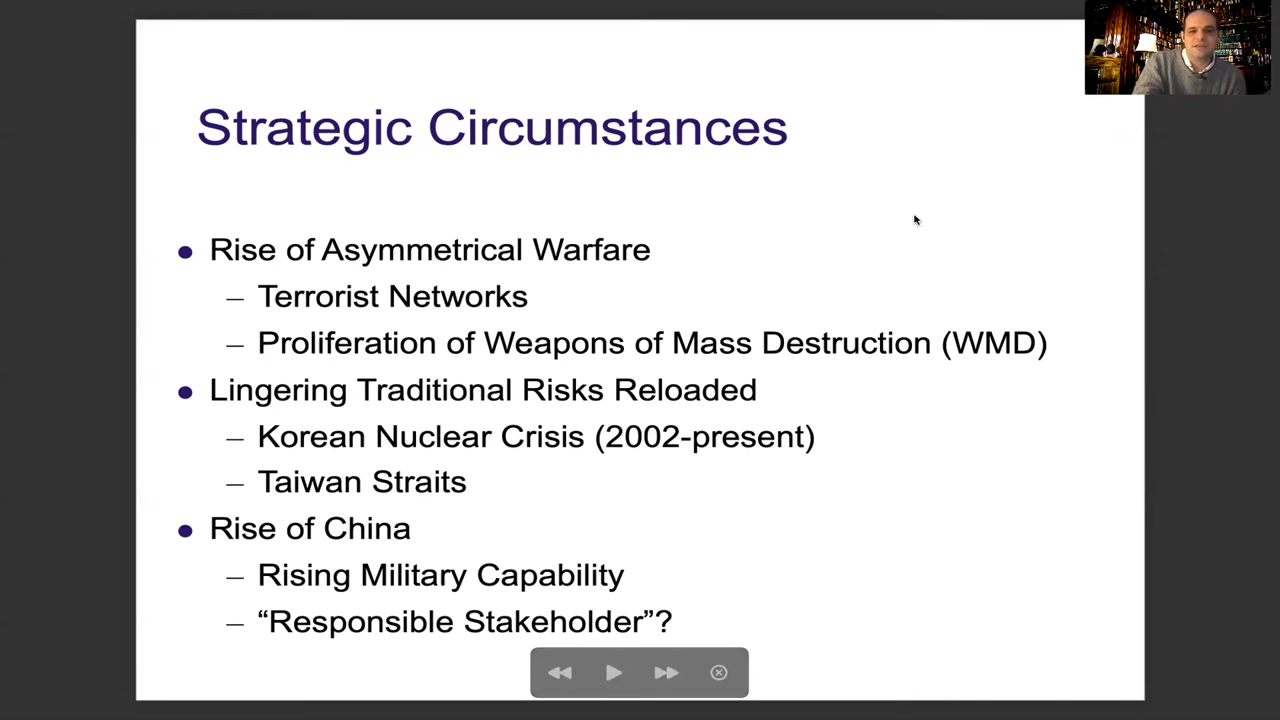 Strategic Circumstances
● Rise of Asymmetrical Warfare
– Terrorist Networks
– Proliferation of Weapons of Mass Destruction (WMD)
● Lingering Traditional Risks Reloaded
– Korean Nuclear Crisis (2002-present)
– Taiwan Straits
● Rise of China
– Rising Military Capability
– “Responsible Stakeholder”?